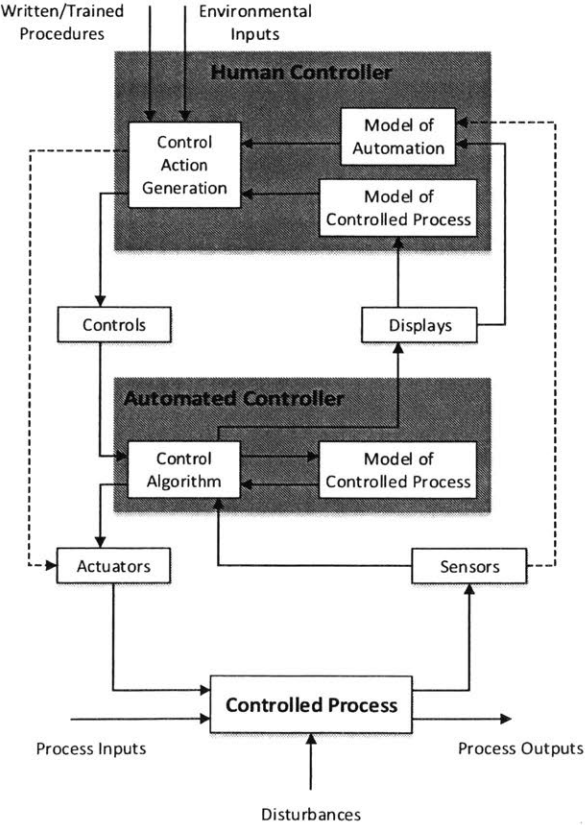 Written/Trained
Procedures
Environmental
Inputs
Human Controller
Control
Action
Generation
Model of
Automation
Model of
Controlled Process
Controls
Displays
Automated Controller
Control
Algorithm
Model of
Controlled Process
Actuators
Sensors
Controlled Process
Process Inputs
Process Outputs
Disturbances